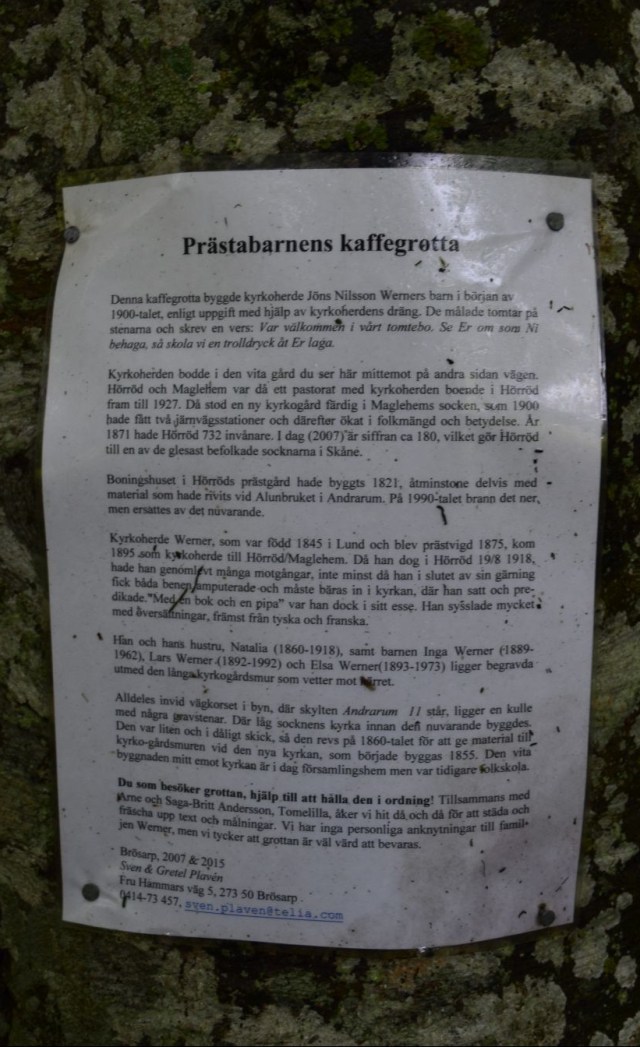 Prästabarnens kaffegrotta
Denna kaffegrotta byggde kyrkoherde Jöns Nilsson Werners barn i början av
1900-talet, enligt uppgift med hjälp av kyrkoherdens dräng. De målade tomtar på
stenarna och skrev en vers: Var välkommen i vårt tomtebo. Se Er om som Ni
behaga, så skola vi en trolldryck åt Er laga.
Kyrkoherden bodde i den vita gård du ser här mittemot på andra sidan vägen.
Hörröd och Maglehem var då ett pastorat med kyrkoherden boende i Hörröd
fram till 1927. Då stod en ny kyrkogård färdig i Maglehems socken, som 1900
hade fått två järnvägsstationer och därefter ökat i folkmängd och betydelse. År
1871 hade Hörröd 732 invånare. I dag (2007) är siffran ca 180, vilket gör Hörröd
till en av de glesast befolkade socknarna i Skåne.
Boningshuset i Hörröds prästgård hade byggts 1821, åtminstone delvis med
material som hade rivits vid Alunbruket i Andrarum. På 1990-talet brann det ner,
men ersattes av det nuvarande.
Kyrkoherde Werner, som var född 1845 i Lund och blev prästvigd 1875, kom
1895 som kyrkoherde till Hörröd/Maglehem. Då han dog i Hörröd 19/8 1918,
hade han genomlevt många motgångar, inte minst då han i slutet av sin gärning
fick båda benen amputerade och måste bäras in i kyrkan, där han satt och pre-
dikade. "Med en bok och en pipa" var han dock i sitt esse. Han sysslade mycket
med översättningar, främst från tyska och franska.
Han och hans hustru, Natalia (1860-1918), samt barnen Inga Werner (1889-
1962), Lars Werner (1892-1992) och Elsa Werner(1893-1973) ligger begravda
utmed den långa kyrkogårdsmur som vetter mot norret.
Alldeles invid vägkorset i byn, där skylten Andrarum 11 står, ligger en kulle
med några gravstenar. Där låg socknens kyrka innan den nuvarande byggdes.
Den var liten och i dåligt skick, så den revs på 1860-talet för att ge material till
kyrko-gårdsmuren vid den nya kyrkan, som började byggas 1855. Den vita
byggnaden mitt emot kyrkan är i dag församlingshem men var tidigare folkskola.
Du som besöker grottan, hjälp till att hålla den i ordning! Tillsammans med
Arne och Saga-Britt Andersson, Tomelilla, åker vi hit då och då för att städa och
fräscha upp text och målningar. Vi har inga personliga anknytningar till famil-
jen Werner, men vi tycker att grottan är väl värd att bevaras.
Brösarp, 2007 & 2015
Sven & Gretel Plavén
Fru Hammars väg 5, 273 50 Brösarp
0414-73 457, sven.plaven@telia.com